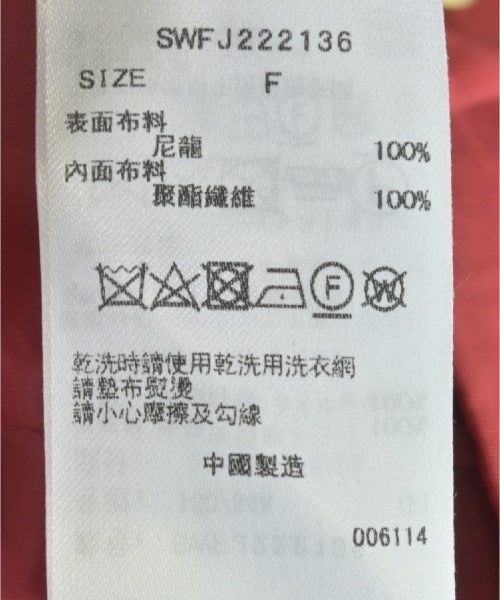 SWFJ222136
SIZE F
表面布料
尼龍 100%
內面布料
聚酯纖維 100%
F W
乾洗時請使用乾洗用洗衣網
請墊布熨燙
請小心摩擦及勾線
中國製造
006114